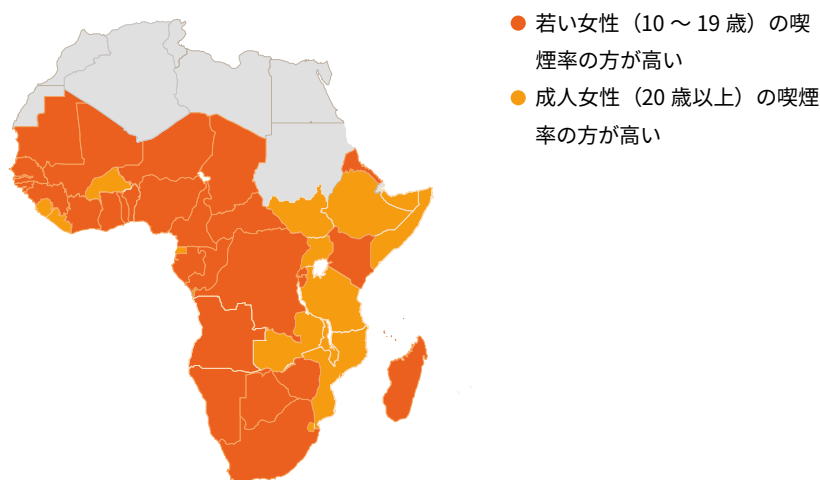 若い女性（10 〜 19 歳）の喫
煙率の方が高い
成人女性（20 歳以上）の喫煙
率の方が高い